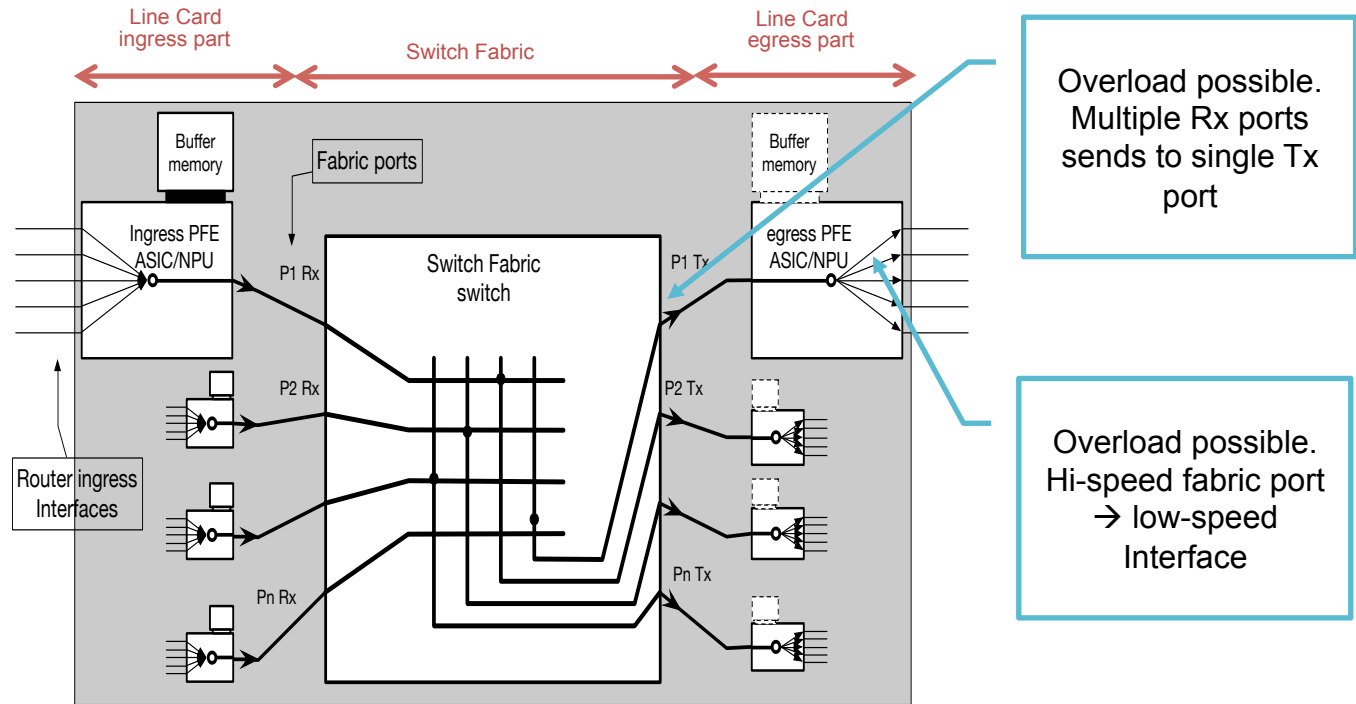 Line Card
ingress part
Switch Fabric
Line Card
egress part
Buffer
memory
Fabric ports
Ingress PFE
ASIC/NPU
P1 Rx
Switch Fabric
switch
P1 Tx
Buffer
memory
egress PFE
ASIC/NPU
P2 Rx
P2 Tx
Router ingress
Interfaces
Pn Rx
Pn Tx
Overload possible.
Multiple Rx ports
sends to single Tx
port
Overload possible.
Hi-speed fabric port
→ low-speed
Interface